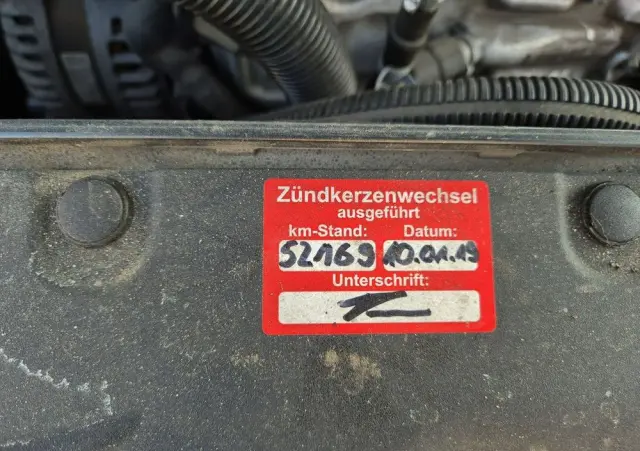 Zündkerzenwechsel
ausgeführt
km-Stand: Datum:
52169 10.01.19
Unterschrift: